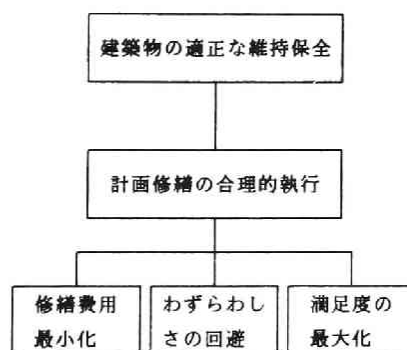 建築物の適正な維持保全
計画修繕の合理的執行
修繕費用
最小化
わずらわし
さの回避
満足度の
最大化